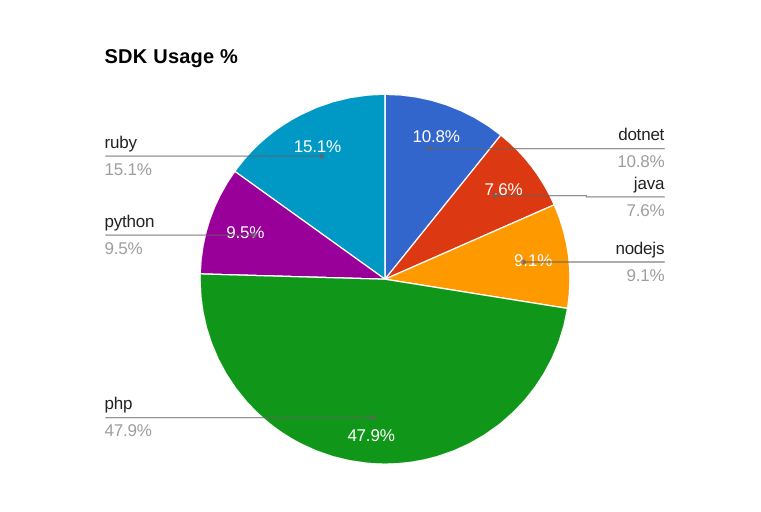 SDK Usage %
ruby
15.1%
python
9.5%
php
47.9%
15.1%
10.8%
7.6%
9.5%
9.1%
47.9%
dotnet
10.8%
java
7.6%
nodejs
9.1%